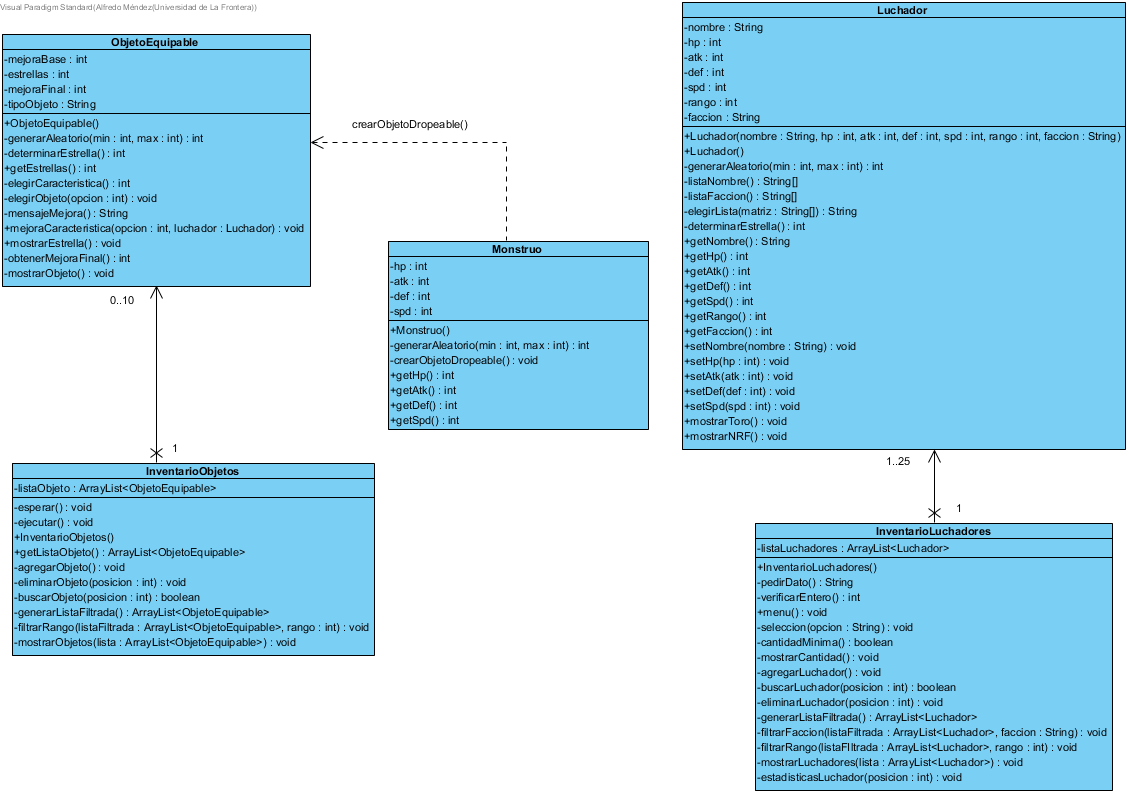 Visual Paradigm Standard(Alfredo Méndez(Universidad de La Frontera))
ObjetoEquipable
-mejoraBase : int
-estrellas : int
-mejoraFinal : int
-tipoObjeto : String
+ObjetoEquipable()
-generarAleatorio(min : int, max : int) : int
-determinarEstrella() : int
+getEstrellas() : int
-elegirCaracteristica() : int
-elegirObjeto(opcion : int) : void
-mensajeMejora() : String
+mejoraCaracteristica(opcion : int, luchador : Luchador) : void
+mostrarEstrella() : void
-obtenerMejoraFinal() : int
-mostrarObjeto() : void
crearObjetoDropeable()
Monstruo
-hp : int
-atk : int
-def : int
-spd : int
+Monstruo()
-generarAleatorio(min : int, max : int) : int
-crearObjetoDropeable() : void
+getHp() : int
+getAtk() : int
+getDef() : int
+getSpd() : int
Luchador
-nombre : String
-hp : int
-atk : int
-def : int
-spd : int
-rango : int
-faccion : String
+Luchador(nombre : String, hp : int, atk : int, def : int, spd : int, rango : int, faccion : String)
+Luchador()
-generarAleatorio(min : int, max : int) : int
-listaNombre() : String[]
-listaFaccion() : String[]
-elegirLista(matriz : String[]) : String
-determinarEstrella() : int
+getNombre() : String
+getHp() : int
+getAtk() : int
+getDef() : int
+getSpd() : int
+getRango() : int
+getFaccion() : int
+setNombre(nombre : String) : void
+setHp(hp : int) : void
+setAtk(atk : int) : void
+setDef(def : int) : void
+setSpd(spd : int) : void
+mostrarToro() : void
+mostrarNRF() : void
0..10
1
InventarioObjetos
-listaObjeto : ArrayList<ObjetoEquipable>
-esperar() : void
-ejecutar() : void
+InventarioObjetos()
+getListaObjeto() : ArrayList<ObjetoEquipable>
-agregarObjeto() : void
-eliminarObjeto(posicion : int) : void
-buscarObjeto(posicion : int) : boolean
-generarListaFiltrada() : ArrayList<ObjetoEquipable>
-filtrarRango(listaFiltrada : ArrayList<ObjetoEquipable>, rango : int) : void
-mostrarObjetos(lista : ArrayList<ObjetoEquipable>) : void
1..25
1
InventarioLuchadores
-listaLuchadores : ArrayList<Luchador>
+InventarioLuchadores()
-pedirDato() : String
-verificarEntero() : int
+menu() : void
-seleccion(opcion : String) : void
-cantidadMinima() : boolean
-mostrarCantidad() : void
-agregarLuchador() : void
-buscarLuchador(posicion : int) : boolean
-eliminarLuchador(posicion : int) : void
-generarListaFiltrada() : ArrayList<Luchador>
-filtrarFaccion(listaFiltrada : ArrayList<Luchador>, faccion : String) : void
-filtrarRango(listaFIltrada : ArrayList<Luchador>, rango : int) : void
-mostrarLuchadores(lista : ArrayList<Luchador>) : void
-estadisticasLuchador(posicion : int) : void